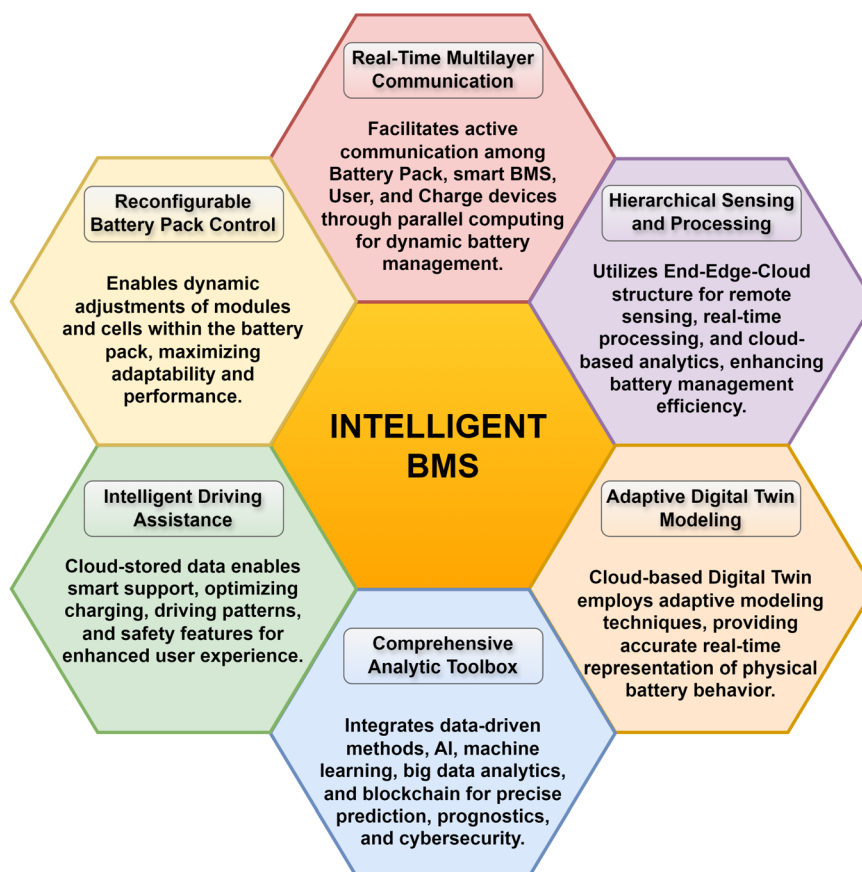 Real-Time Multilayer
Communication
Facilitates active
communication among
Battery Pack, smart BMS,
User, and Charge devices
through parallel computing
for dynamic battery
management.
Reconfigurable
Battery Pack Control
Enables dynamic
adjustments of modules
and cells within the battery
pack, maximizing
adaptability and
performance.
Hierarchical Sensing
and Processing
Utilizes End-Edge-Cloud
structure for remote
sensing, real-time
processing, and cloud-
based analytics, enhancing
battery management
efficiency.
INTELLIGENT
BMS
Intelligent Driving
Assistance
Cloud-stored data enables
smart support, optimizing
charging, driving patterns,
and safety features for
enhanced user experience.
Adaptive Digital Twin
Modeling
Cloud-based Digital Twin
employs adaptive modeling
techniques, providing
accurate real-time
representation of physical
battery behavior.
Comprehensive
Analytic Toolbox
Integrates data-driven
methods, AI, machine
learning, big data analytics,
and blockchain for precise
prediction, prognostics,
and cybersecurity.